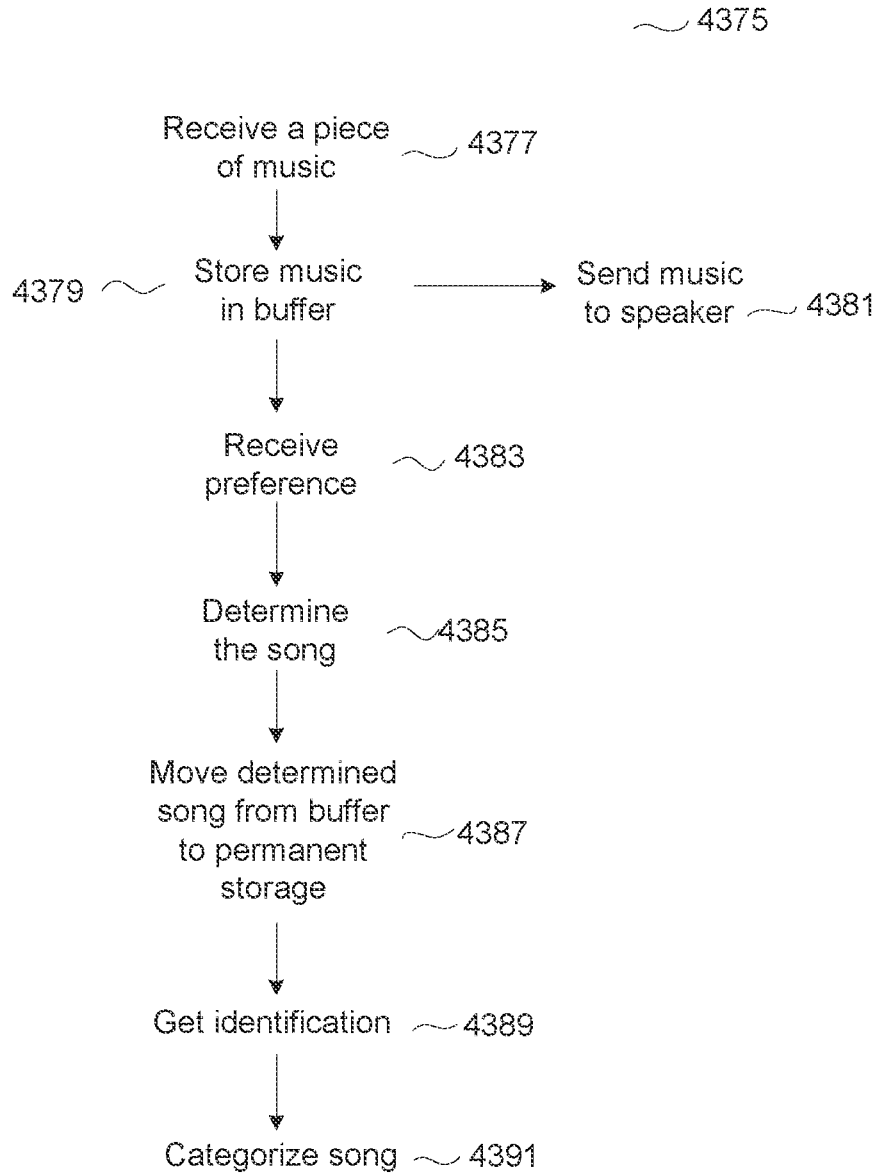 4375
Receive a piece
of music
4377
Store music
in buffer
4379
Send music
to speaker
4381
Receive
preference
4383
Determine
the song
4385
Move determined
song from buffer
to permanent
storage
4387
Get identification
4389
Categorize song
4391